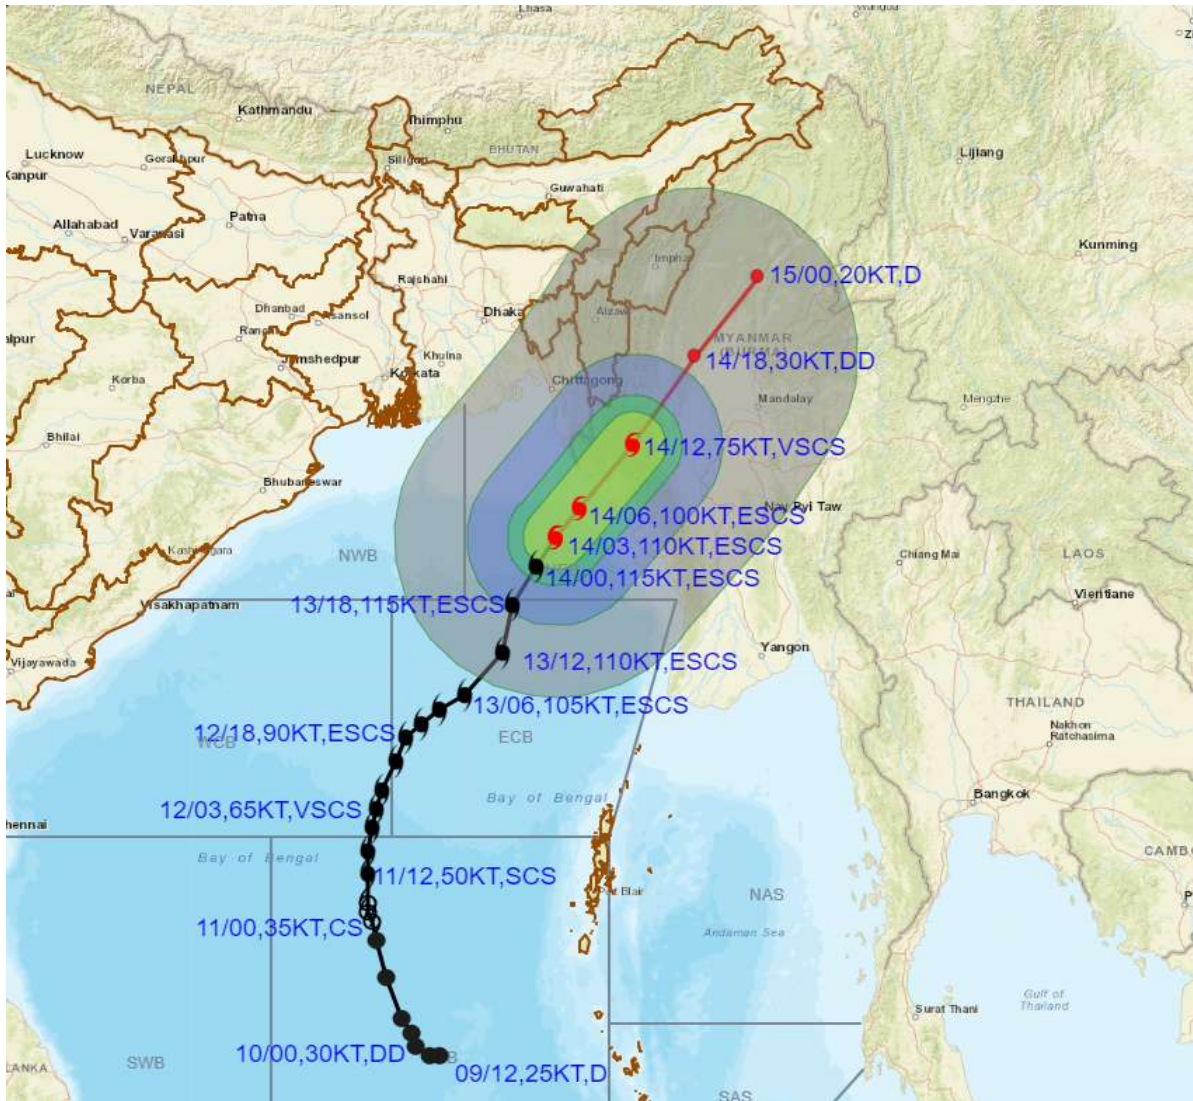 Lhasa
NEPAL
Kathmandu
Thimphu
Lucknow
Kanpur
Gorakhpur
Siliguri
BHUTAN
Lijiang
Guwahati
Allahabad
Varanasi
Patna
Kunming
Rajshahi
Imphal
15/00,20KT,D
Dhanbad
Asansol
Dhaka
Aizawl
Ranchi
Jamshedpur
Khulna
MYANMAR
(BURMA)
14/18,30KT,DD
Korba
Kolkata
Chittagong
Mandalay
Mengzhe
Bhilai
14/12,75KT,VSCS
Bhubaneswar
Nay Pyi Taw
14/06,100KT,ESCS
NWB
14/03,110KT,ESCS
Chiang Mai
LAOS
14/00,115KT,ESCS
Visakhapatnam
13/18,115KT,ESCS
Vientiane
Vijayawada
13/12,110KT,ESCS
Yangon
13/06,105KT,ESCS
THAILAND
12/18,90KT,ESCS
WCB
ECB
Nakhon
Ratchasima
12/03,65KT,VSCS
Bay of Bengal
Bangkok
Chennai
Bay of Bengal
CAMBO
11/12,50KT,SCS
Port Blair
NAS
11/00,35KT,CS
Andaman Sea
Gulf of
Thailand
Surat Thani
10/00,30KT,DD
SWB
LANKA
09/12,25KT,D
SAS